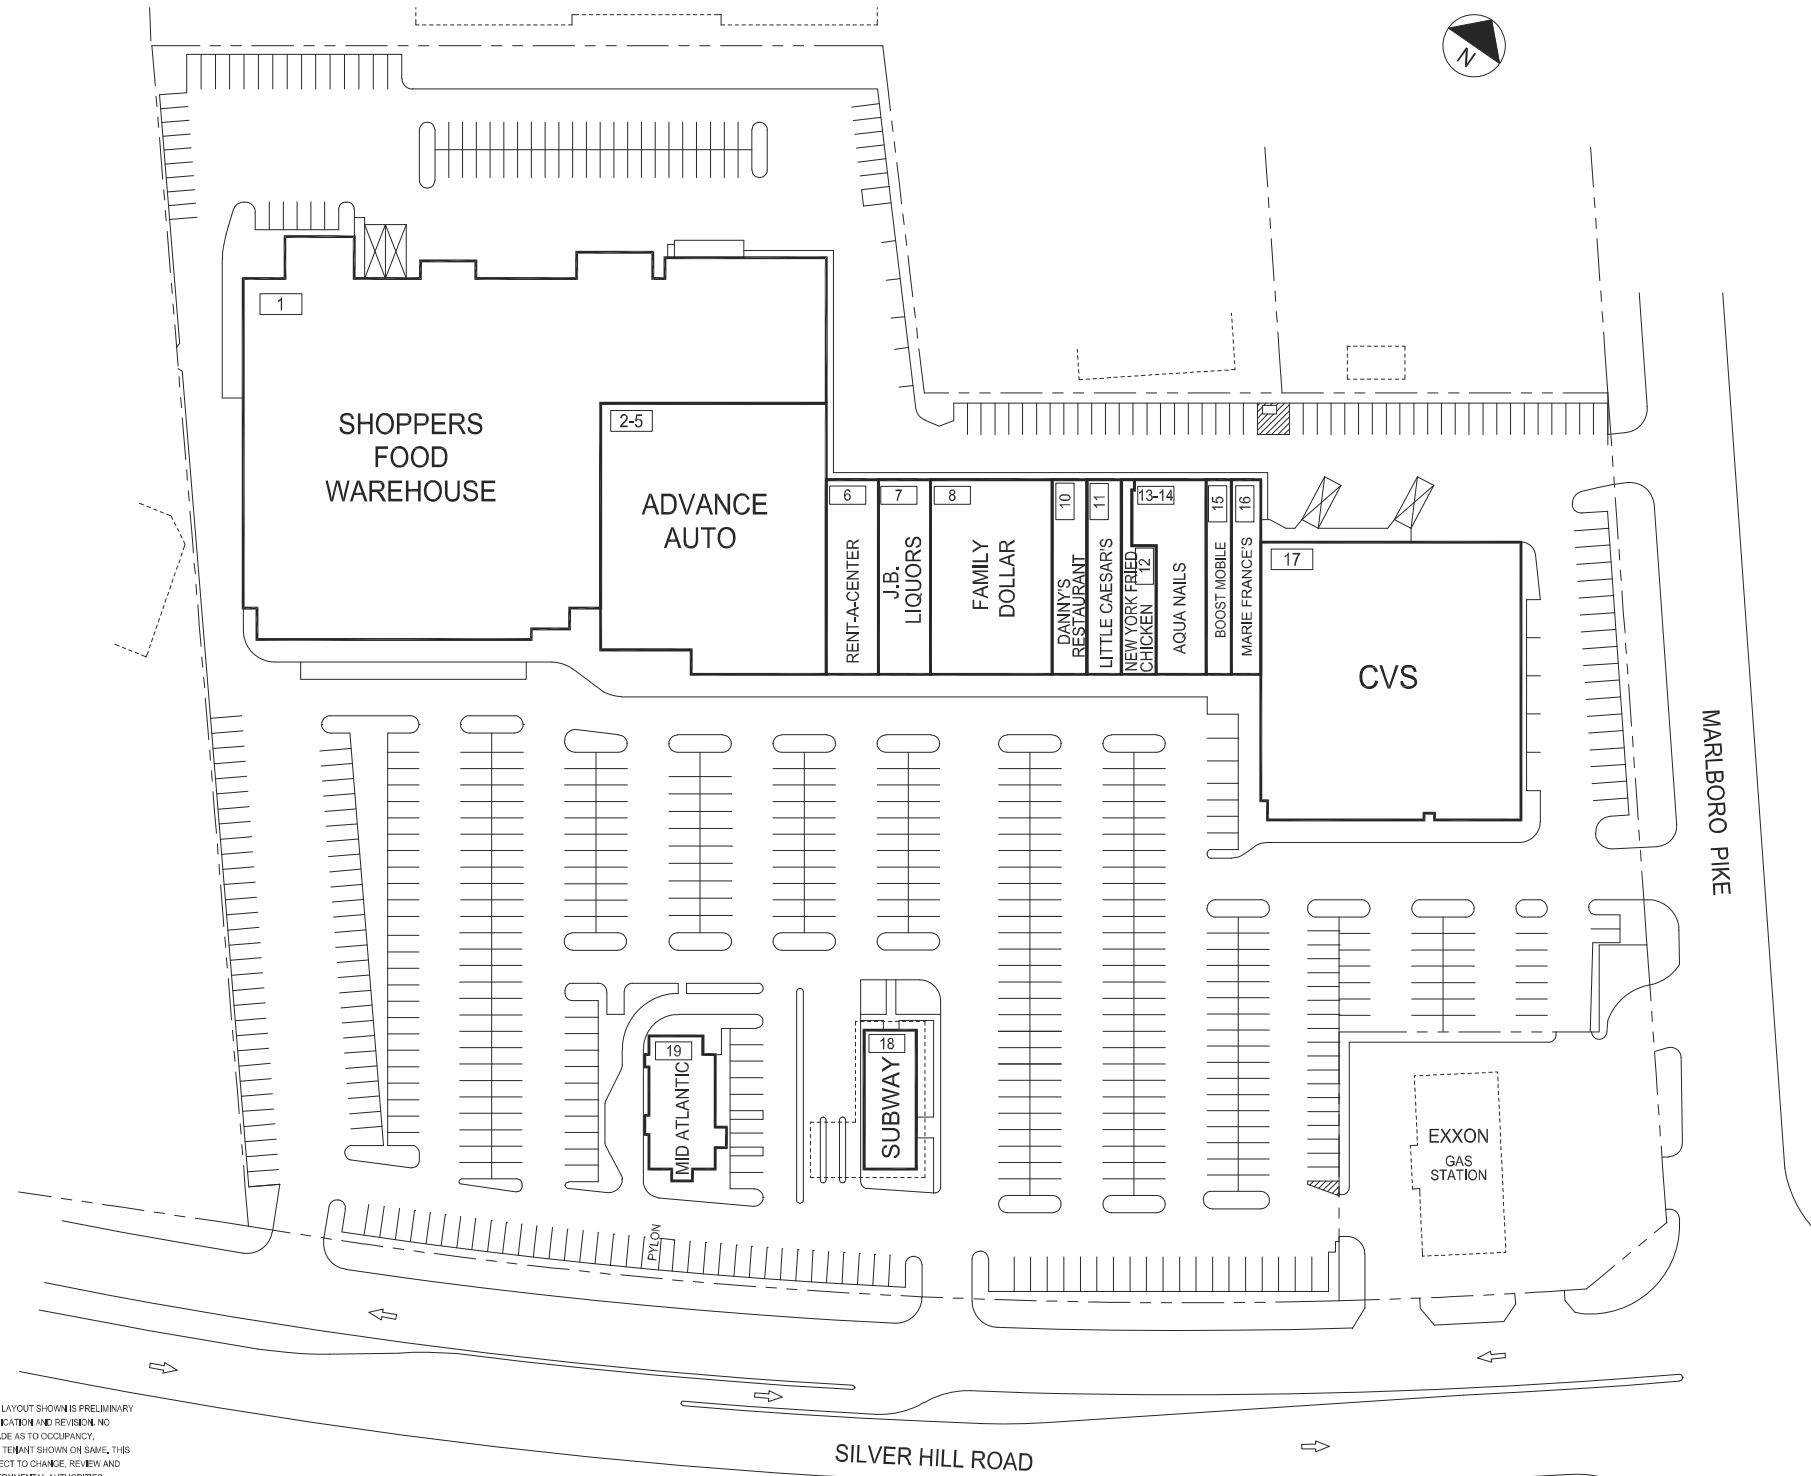 N
1
SHOPPERS
FOOD
WAREHOUSE
2-5
ADVANCE
AUTO
6
RENT-A-CENTER
7
J.B.
LIQUORS
8
FAMILY
DOLLAR
10
DANNY'S
RESTAURANT
11
LITTLE CAESAR'S
12
NEW YORK FRIED
CHICKEN
13-14
AQUA NAILS
15
BOOST MOBILE
16
MARIE FRANCE'S
17
CVS
MARLBORO PIKE
19
MID ATLANTIC
18
SUBWAY
EXXON
GAS
STATION
PYLON
SILVER HILL ROAD
LAYOUT SHOWN IS PRELIMINARY
ICATION AND REVISION. NO
ADE AS TO OCCUPANCY,
TENANT SHOWN ON SAME. THIS
ECT TO CHANGE, REVIEW AND